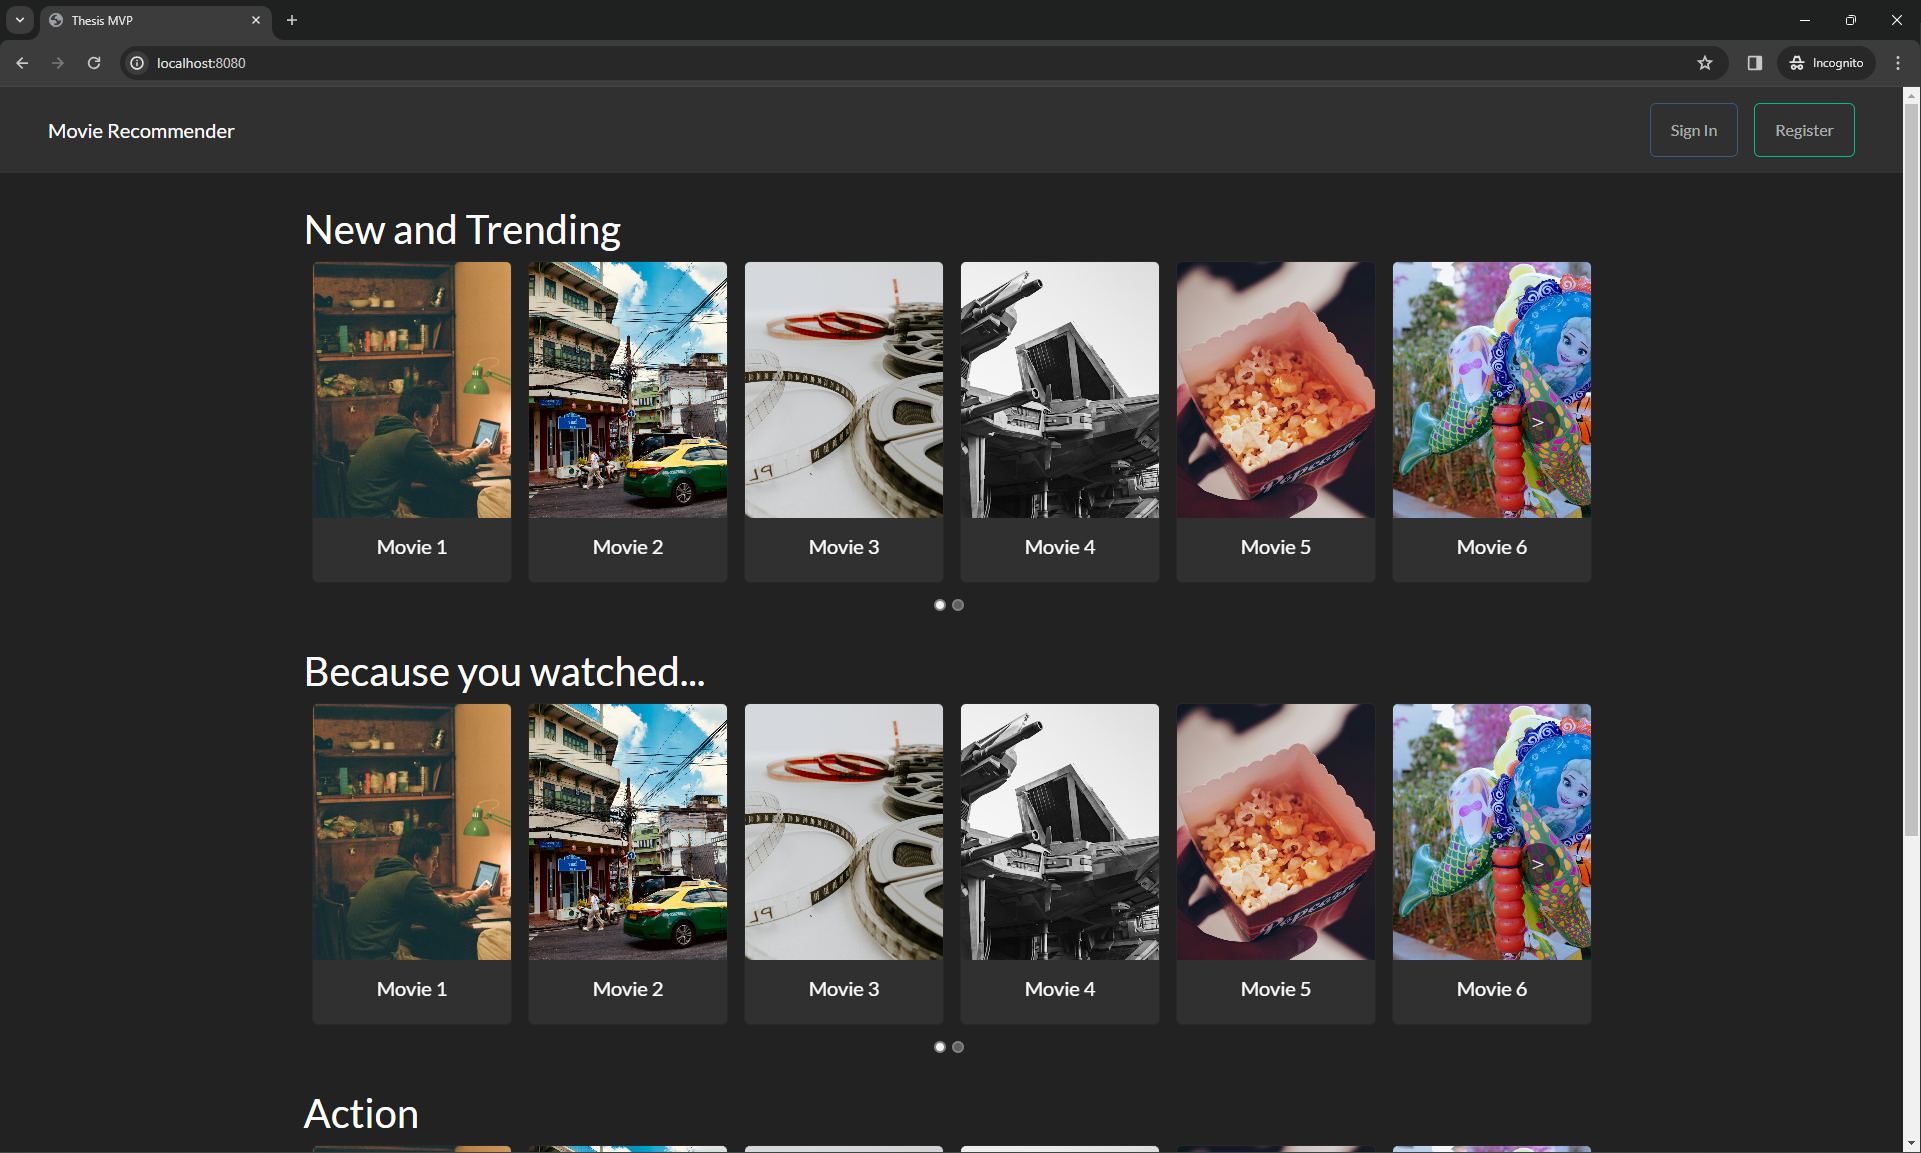 Thesis MVP
localhost:8080
Incognito
Movie Recommender
Sign In
Register
New and Trending
Popcorn
>
Movie 1
Movie 2
Movie 3
Movie 4
Movie 5
Movie 6
Because you watched...
Popcorn
>
Movie 1
Movie 2
Movie 3
Movie 4
Movie 5
Movie 6
Action